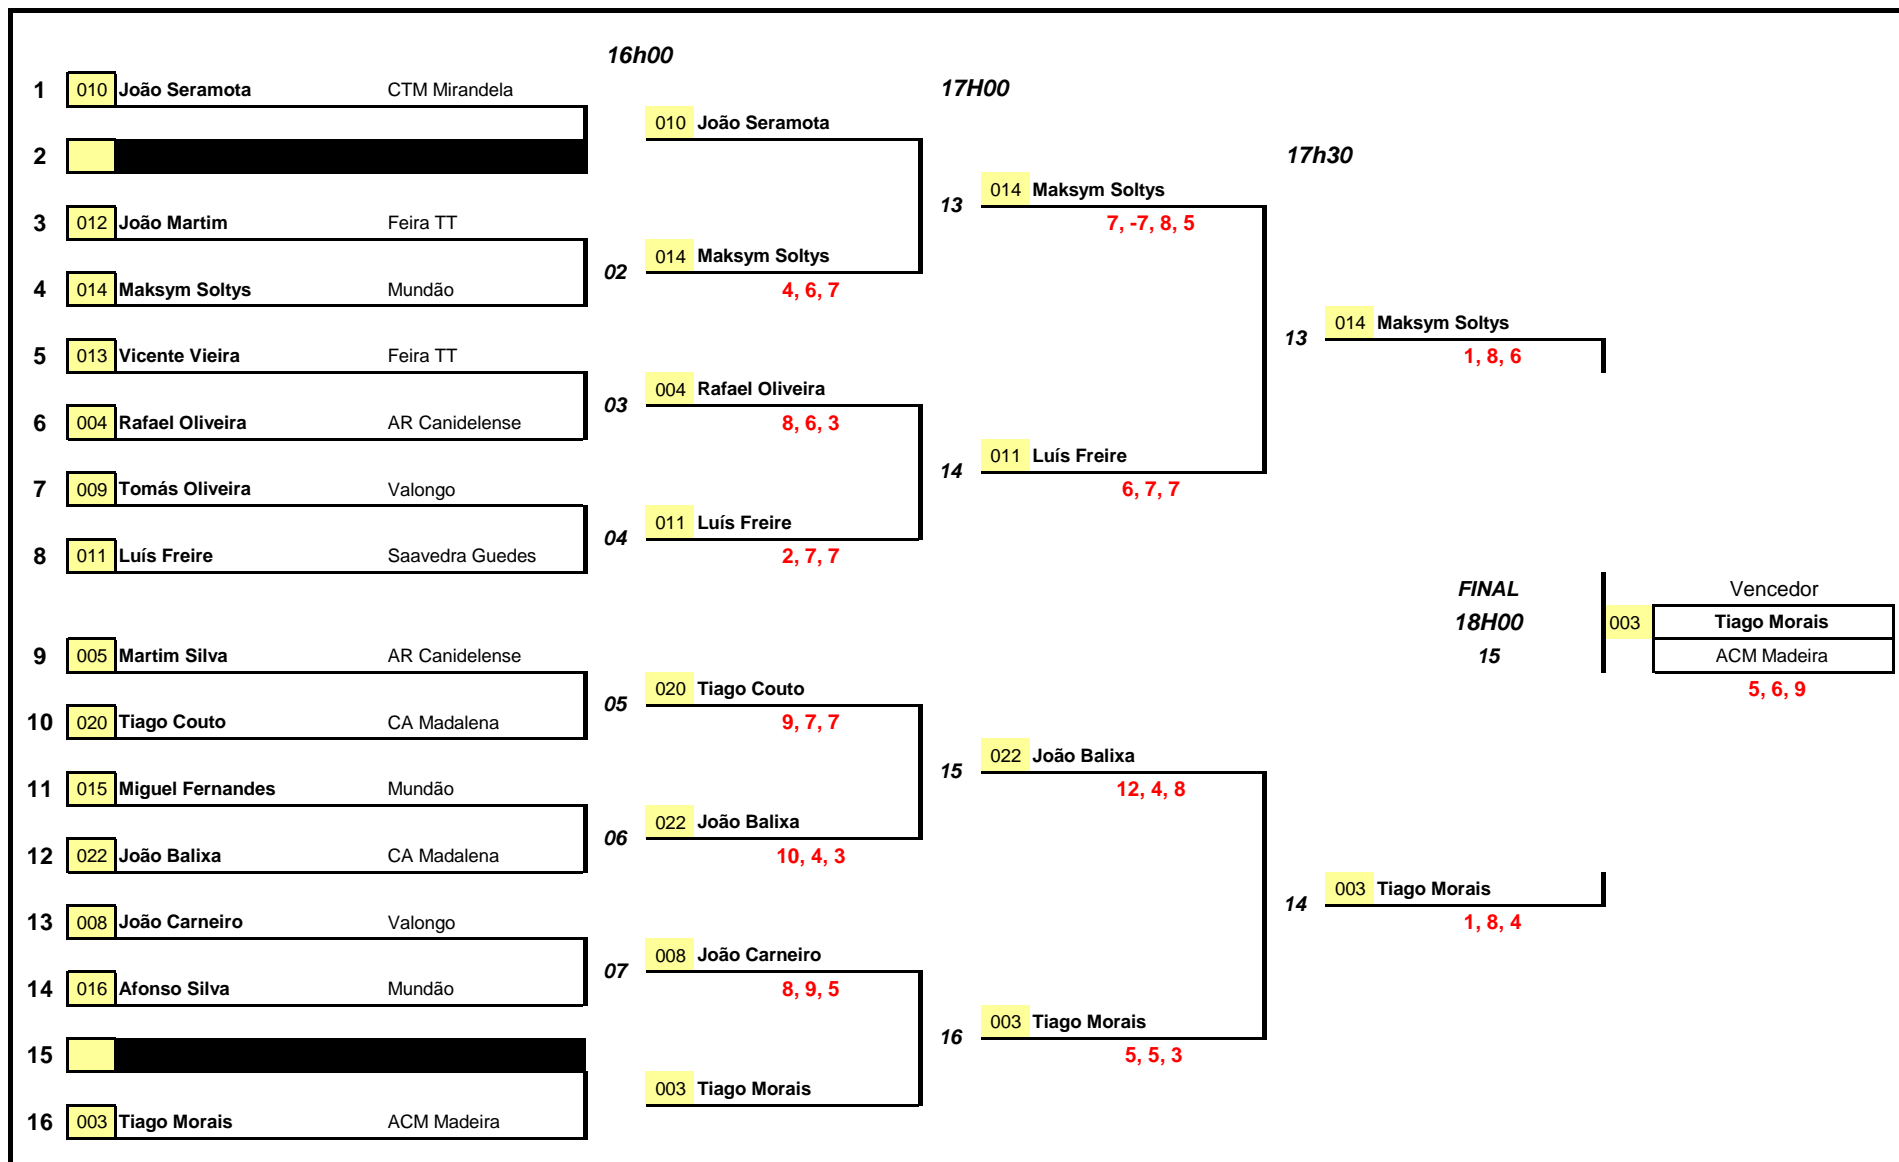 16h00
1 010 João Seramota CTM Mirandela 17H00
010 João Seramota
2 17h30
014 Maksym Soltys
13
3 012 João Martim Feira TT 7, -7, 8, 5
014 Maksym Soltys
02
4 014 Maksym Soltys Mundão 4, 6, 7
014 Maksym Soltys
13
5 013 Vicente Vieira Feira TT 1, 8, 6
004 Rafael Oliveira
03
6 004 Rafael Oliveira AR Canidelense 8, 6, 3
011 Luís Freire
14
7 009 Tomás Oliveira Valongo 6, 7, 7
011 Luís Freire
04
8 011 Luís Freire Saavedra Guedes 2, 7, 7
FINAL Vencedor
18H00 003 Tiago Morais
9 005 Martim Silva AR Canidelense 15 ACM Madeira
020 Tiago Couto 5, 6, 9
05
10 020 Tiago Couto CA Madalena 9, 7, 7
022 João Balixa
15
11 015 Miguel Fernandes Mundão 12, 4, 8
022 João Balixa
06
12 022 João Balixa CA Madalena 10, 4, 3
003 Tiago Morais
14
13 008 João Carneiro Valongo 1, 8, 4
008 João Carneiro
07
14 016 Afonso Silva Mundão 8, 9, 5
003 Tiago Morais
16
15 5, 5, 3
003 Tiago Morais
16 003 Tiago Morais ACM Madeira